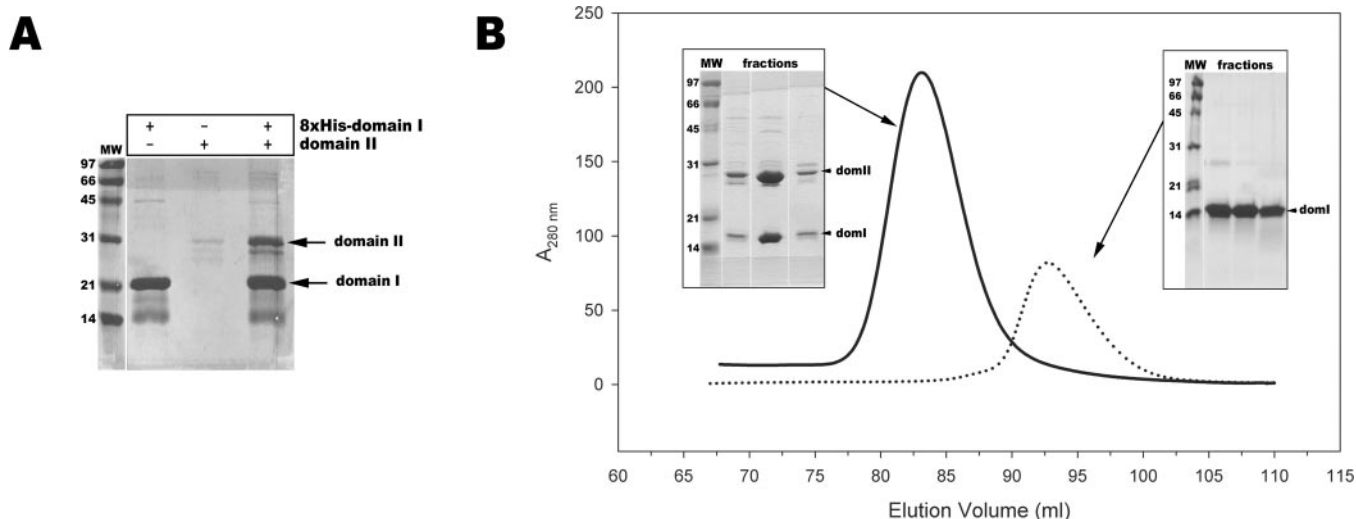 A
+ – + 8xHis-domain I
– + + domain II
MW
97
66
45
31
21
14
domain II
domain I
B
250
200
150
100
50
0
A280 nm
60 65 70 75 80 85 90 95 100 105 110 115
Elution Volume (ml)
MW fractions
97
66
45
31
21
14
domII
domI
MW fractions
97
66
45
31
21
14
domI